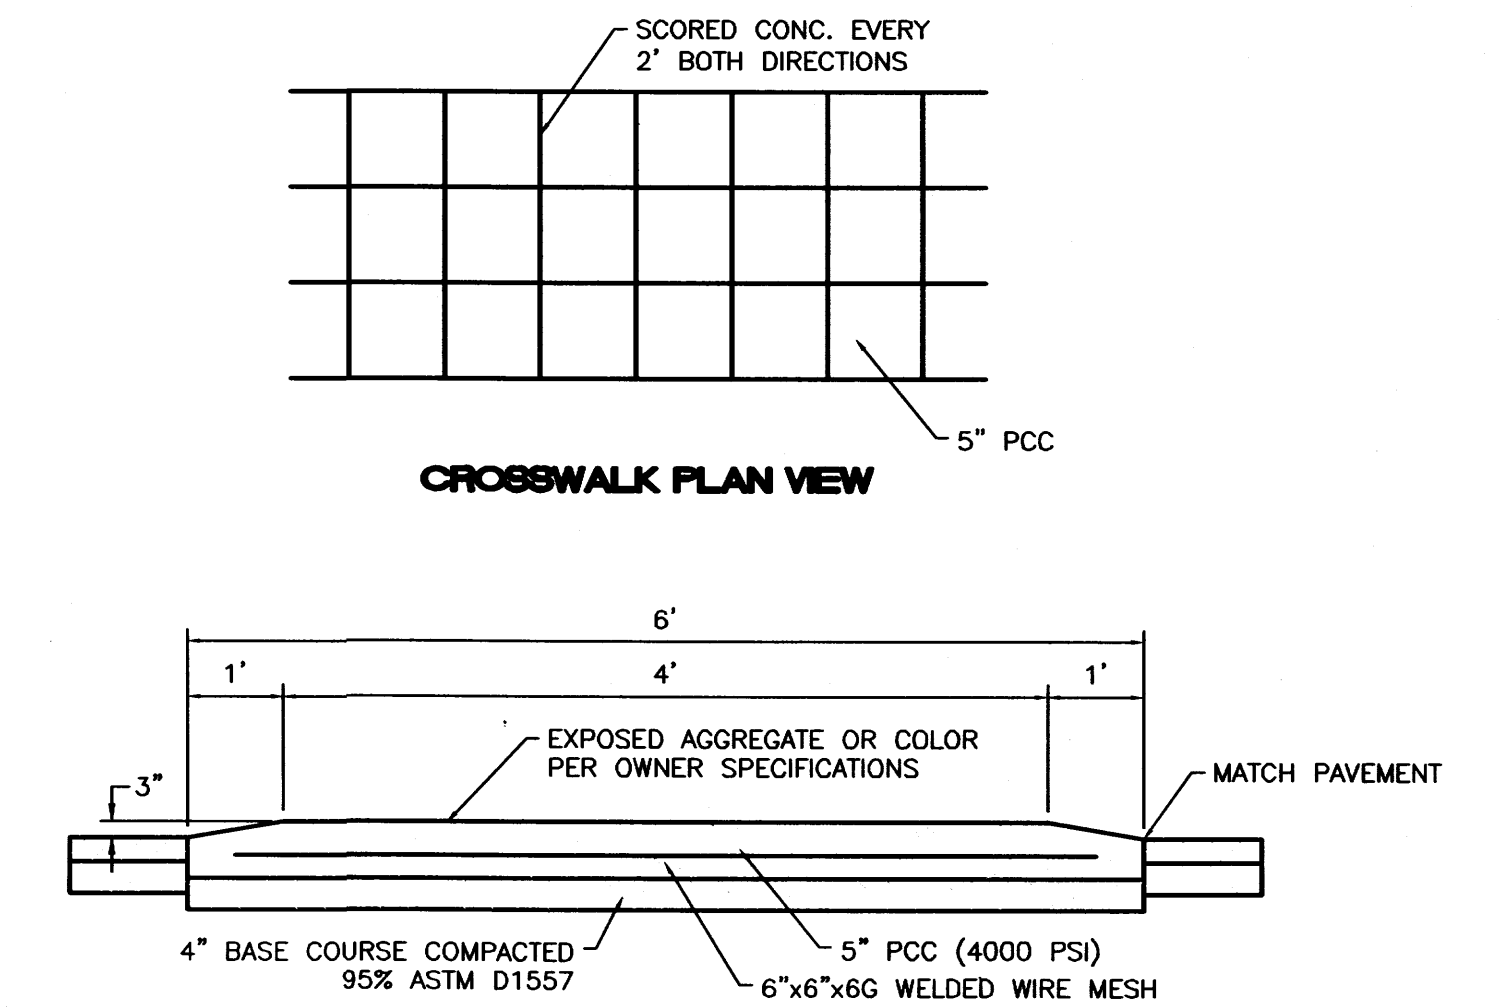 SCORED CONC. EVERY
2' BOTH DIRECTIONS
5" PCC
CROSSWALK PLAN VIEW
6'
1'
4'
1'
EXPOSED AGGREGATE OR COLOR
PER OWNER SPECIFICATIONS
3"
MATCH PAVEMENT
4" BASE COURSE COMPACTED
95% ASTM D1557
5" PCC (4000 PSI)
6"x6"x6G WELDED WIRE MESH